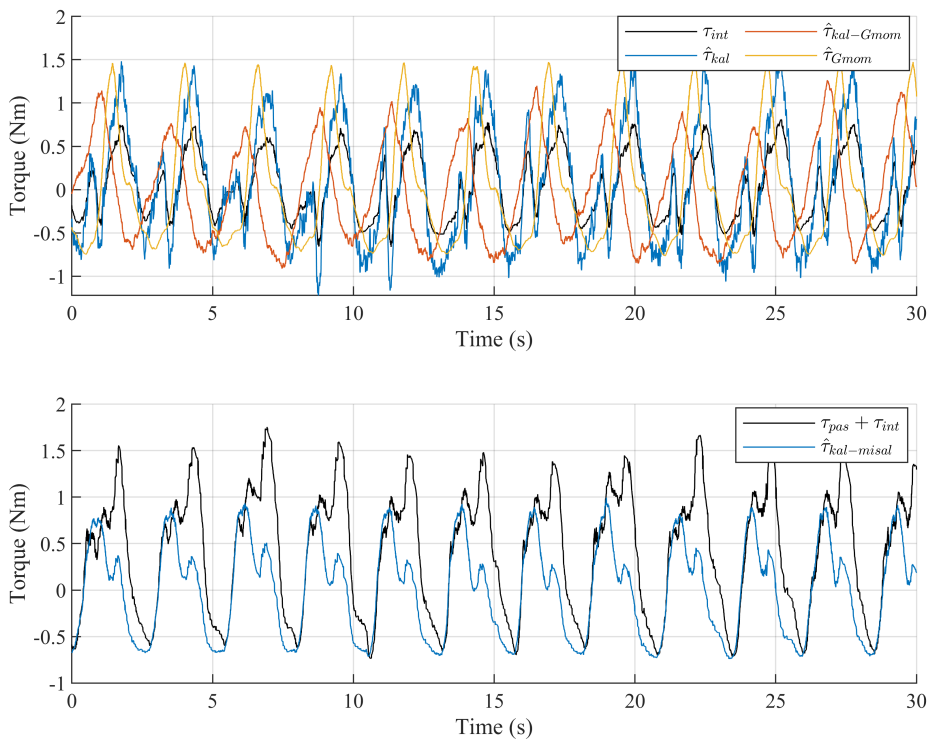 2
1.5
1
0.5
0
-0.5
-1
Torque (Nm)
τ_int
τ̂_kal−Gmom
τ̂_kal
τ̂_Gmom
0 5 10 15 20 25 30
Time (s)
2
1.5
1
0.5
0
-0.5
-1
Torque (Nm)
τ_pas + τ_int
τ̂_kal−misal
0 5 10 15 20 25 30
Time (s)